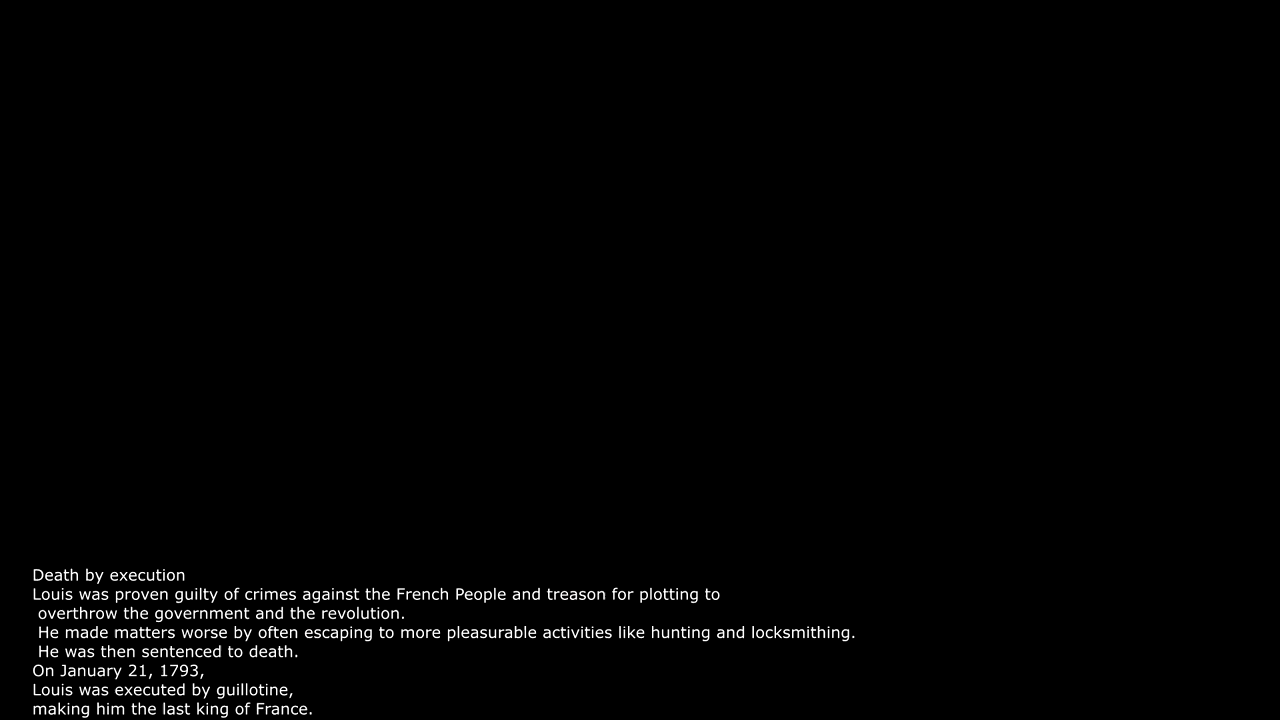 Death by execution
Louis was proven guilty of crimes against the French People and treason for plotting to
overthrow the government and the revolution.
He made matters worse by often escaping to more pleasurable activities like hunting and locksmithing.
He was then sentenced to death.
On January 21, 1793,
Louis was executed by guillotine,
making him the last king of France.